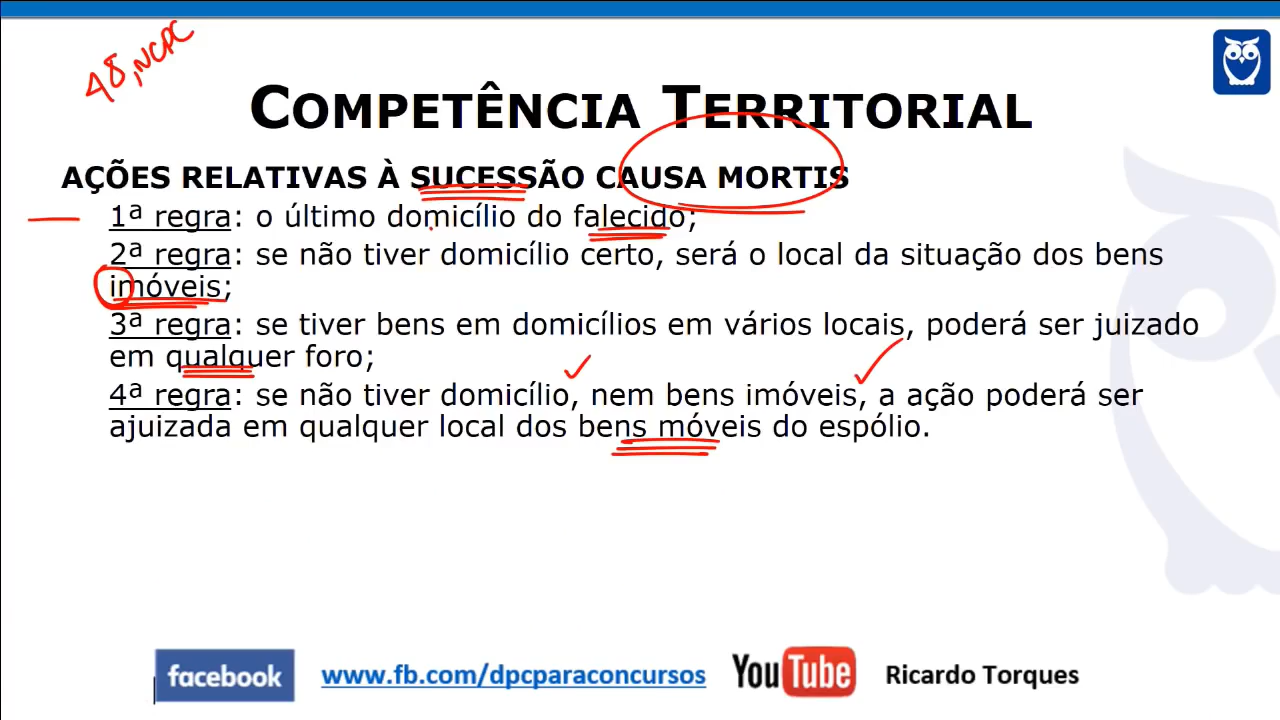 48, NCPC
COMPETÊNCIA TERRITORIAL
AÇÕES RELATIVAS À SUCESSÃO CAUSA MORTIS
1ª regra: o último domicílio do falecido;
2ª regra: se não tiver domicílio certo, será o local da situação dos bens
imóveis;
3ª regra: se tiver bens em domicílios em vários locais, poderá ser juizado
em qualquer foro;
4ª regra: se não tiver domicílio, nem bens imóveis, a ação poderá ser
ajuizada em qualquer local dos bens móveis do espólio.
facebook www.fb.com/dpcparaconcursos YouTube Ricardo Torques